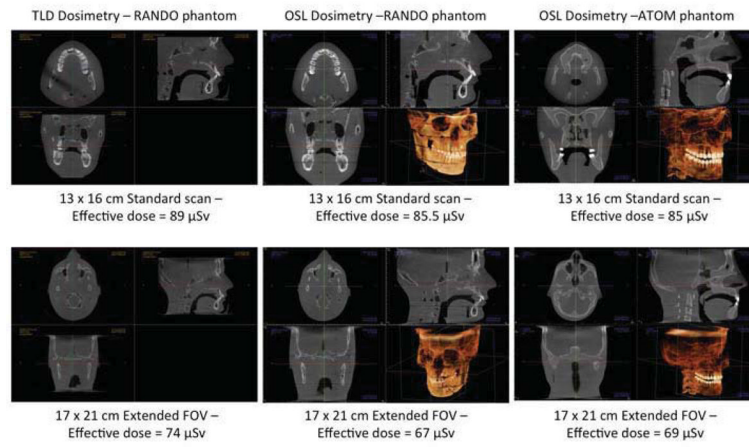 TLD Dosimetry – RANDO phantom
OSL Dosimetry –RANDO phantom
OSL Dosimetry –ATOM phantom
13 x 16 cm Standard scan –
Effective dose = 89 µSv
13 x 16 cm Standard scan –
Effective dose = 85.5 µSv
13 x 16 cm Standard scan –
Effective dose = 85 µSv
17 x 21 cm Extended FOV –
Effective dose = 74 µSv
17 x 21 cm Extended FOV –
Effective dose = 67 µSv
17 x 21 cm Extended FOV –
Effective dose = 69 µSv